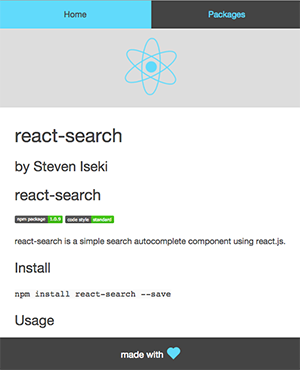 Home Packages
react-search
by Steven Iseki
react-search
npm package 1.0.5 code style standard
react-search is a simple search autocomplete component using react.js.
Install
npm install react-search --save
Usage
made with